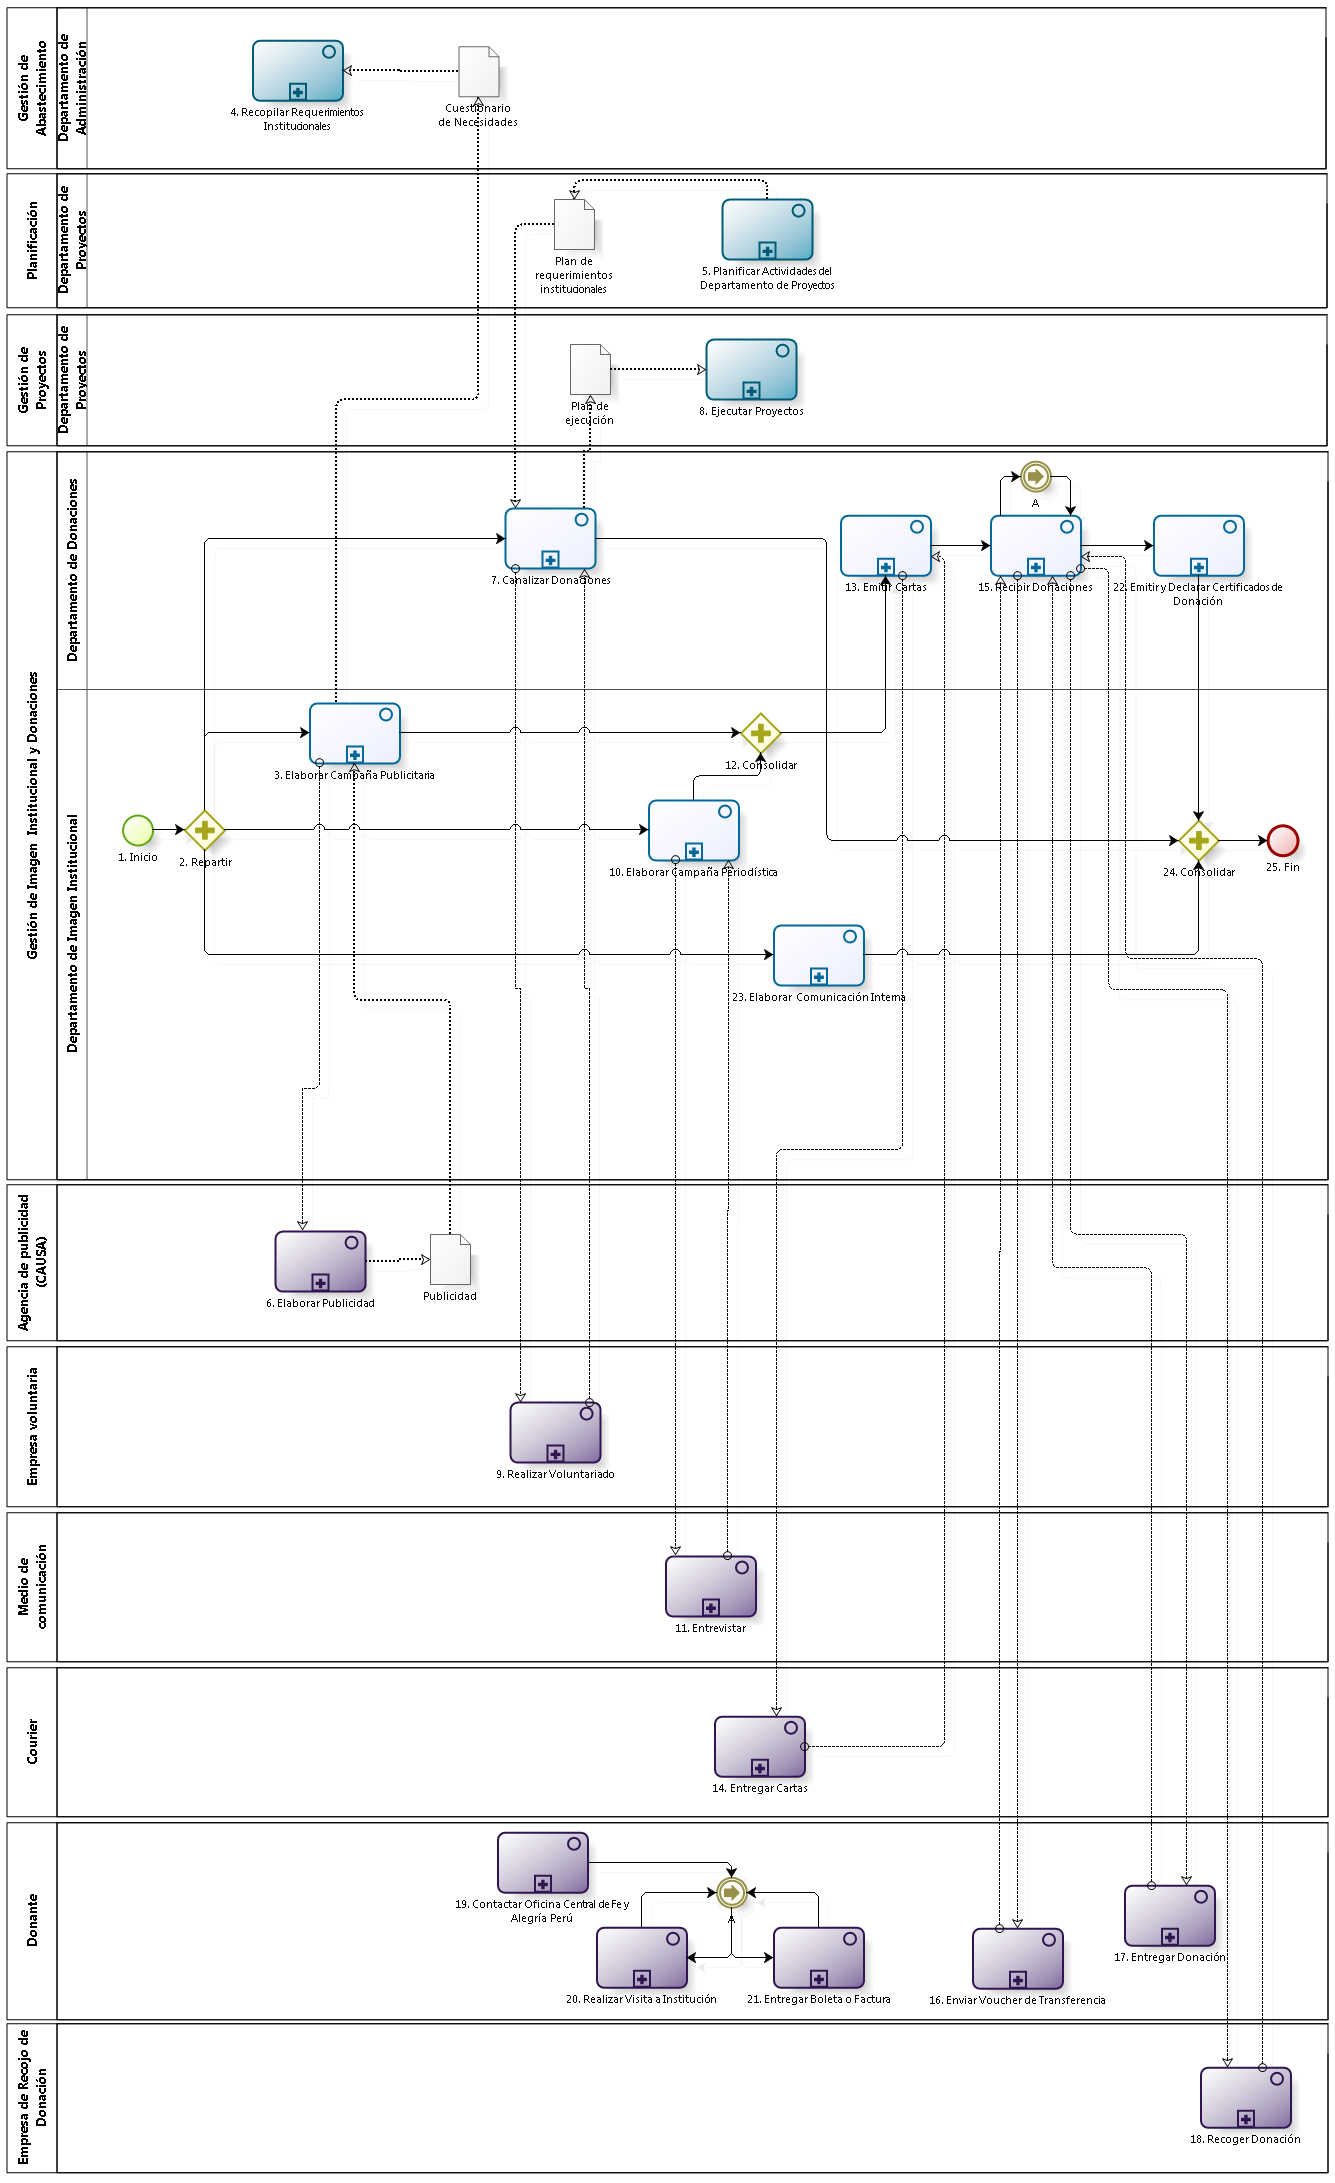 Gestión de
Abastecimiento
Departamento de
Administración
4. Recopilar Requerimientos
Institucionales
Cuestionario
de Necesidades
Planificación
Departamento de
Proyectos
Plan de
requerimientos
institucionales
5. Planificar Actividades del
Departamento de Proyectos
Gestión de
Proyectos
Departamento de
Proyectos
Plan de
ejecución
8. Ejecutar Proyectos
Gestión de Imagen Institucional y Donaciones
Departamento de Donaciones
A
7. Canalizar Donaciones
13. Emitir Cartas
15. Recibir Donaciones
22. Emitir y Declarar Certificados de
Donación
Departamento de Imagen Institucional
3. Elaborar Campaña Publicitaria
12. Consolidar
1. Inicio
2. Repartir
10. Elaborar Campaña Periodística
24. Consolidar
25. Fin
23. Elaborar Comunicación Interna
Agencia de publicidad
(CAUSA)
6. Elaborar Publicidad
Publicidad
Empresa voluntaria
9. Realizar Voluntariado
Medio de
comunicación
11. Entrevistar
Courier
14. Entregar Cartas
Donante
19. Contactar Oficina Central de Fe y
Alegría Perú
A
20. Realizar Visita a Institución
21. Entregar Boleta o Factura
16. Enviar Voucher de Transferencia
17. Entregar Donación
Empresa de Recojo de
Donación
18. Recoger Donación